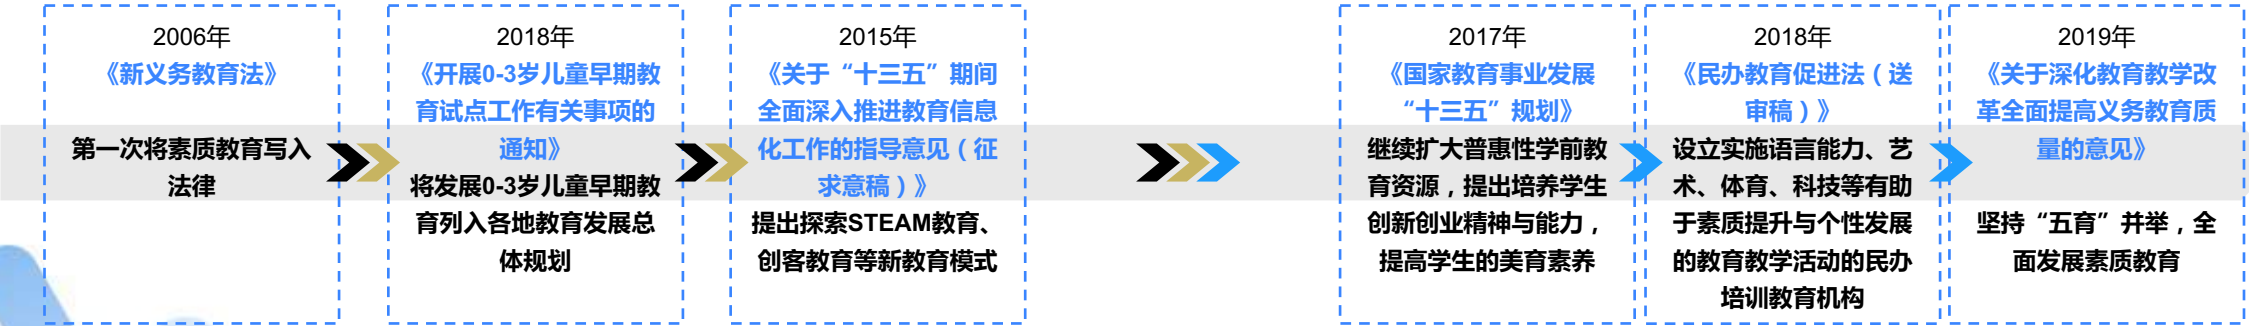 2006年
《新义务教育法》
第一次将素质教育写入
法律
2018年
《开展0-3岁儿童早期教
育试点工作有关事项的
通知》
将发展0-3岁儿童早期教
育列入各地教育发展总
体规划
2015年
《关于“十三五”期间
全面深入推进教育信息
化工作的指导意见（征
求意稿）》
提出探索STEAM教育、
创客教育等新教育模式
2017年
《国家教育事业发展
“十三五”规划》
继续扩大普惠性学前教
育资源，提出培养学生
创新创业精神与能力，
提高学生的美育素养
2018年
《民办教育促进法（送
审稿）》
设立实施语言能力、艺
术、体育、科技等有助
于素质提升与个性发展
的教育教学活动的民办
培训教育机构
2019年
《关于深化教育教学改
革全面提高义务教育质
量的意见》
坚持“五育”并举，全
面发展素质教育